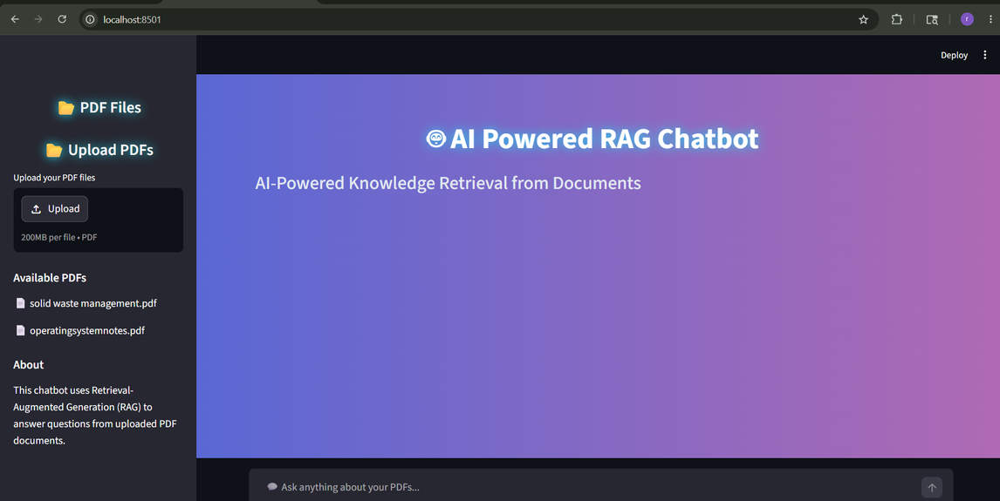 localhost:8501
r
Deploy
PDF Files
Upload PDFs
Upload your PDF files
Upload
200MB per file • PDF
Available PDFs
solid waste management.pdf
operatingsystemnotes.pdf
About
This chatbot uses Retrieval-
Augmented Generation (RAG) to
answer questions from uploaded PDF
documents.
AI Powered RAG Chatbot
AI-Powered Knowledge Retrieval from Documents
Ask anything about your PDFs...